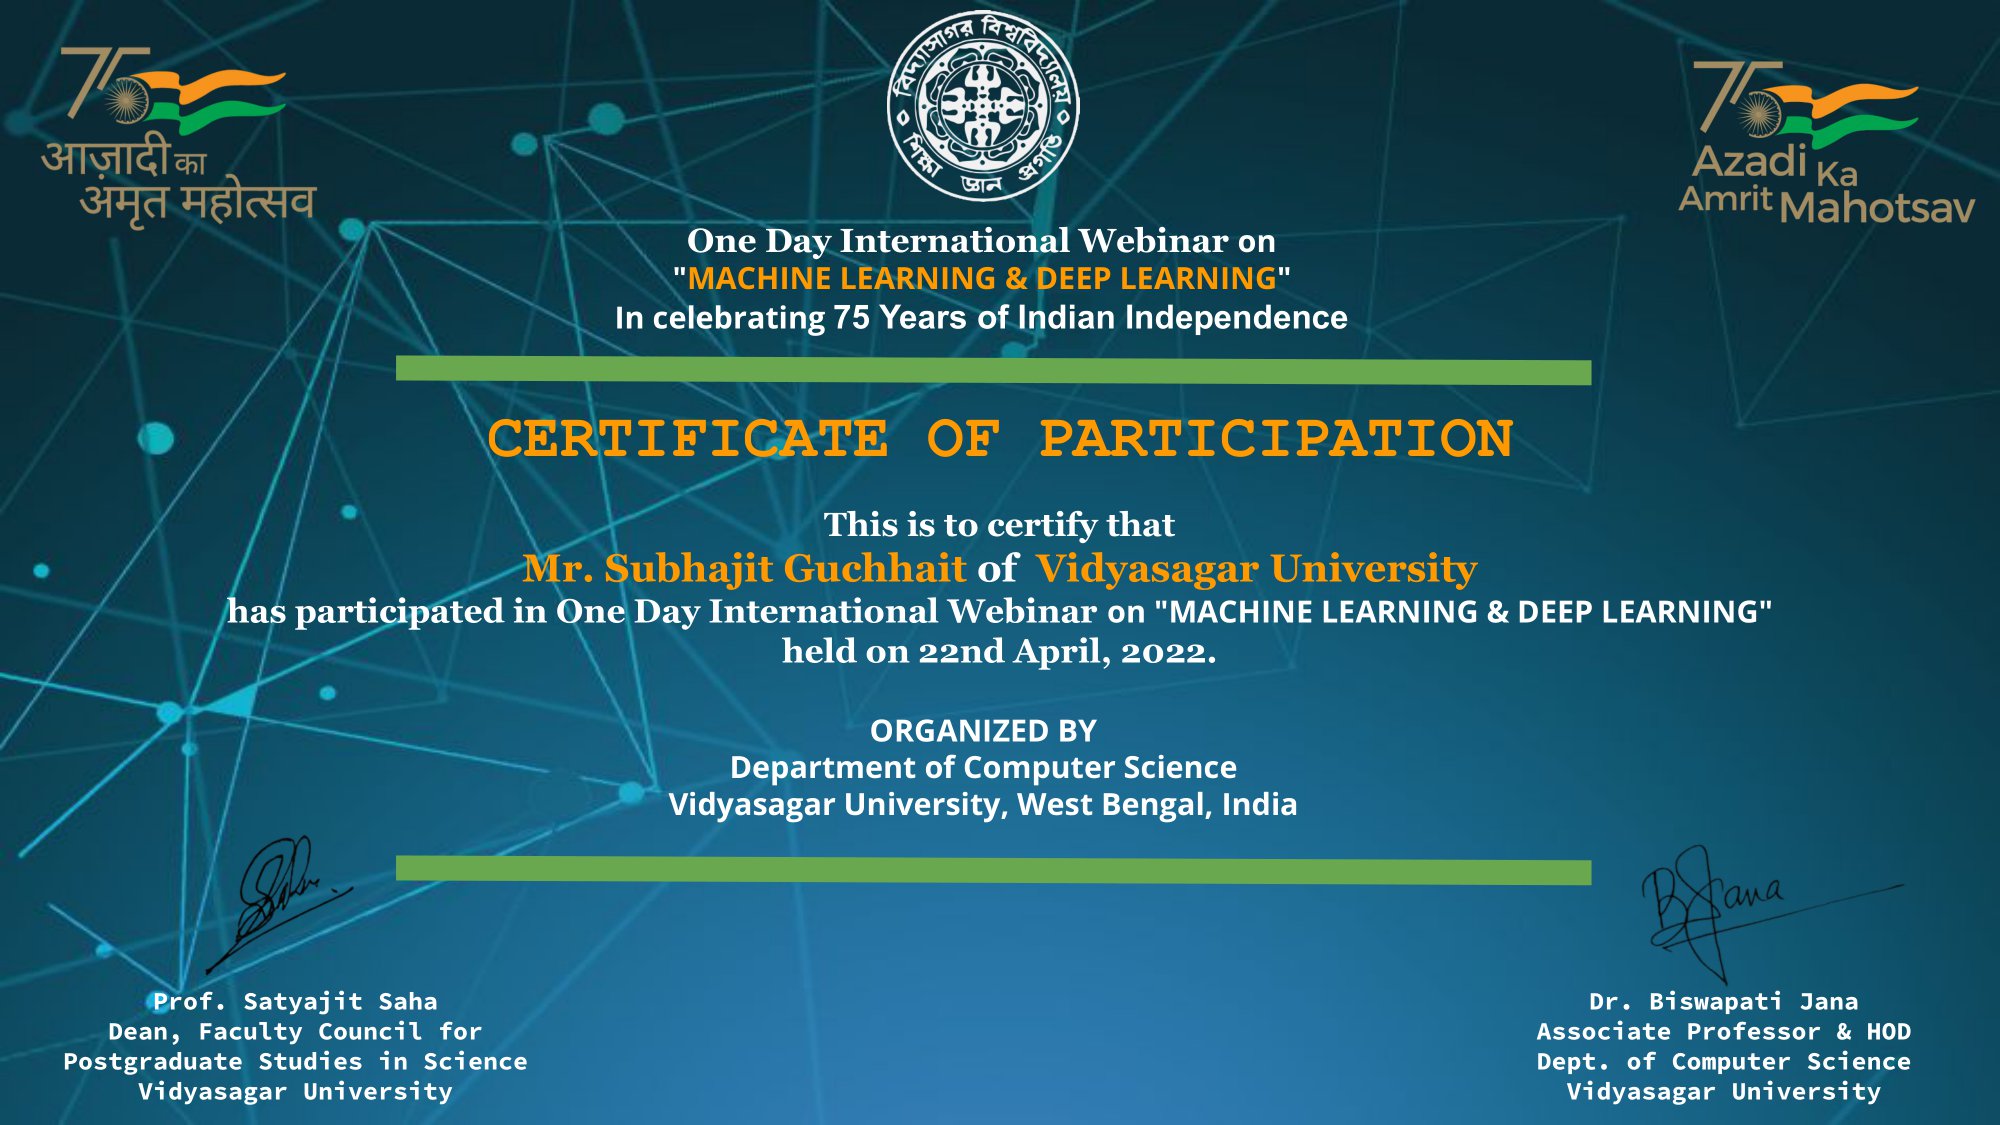 75
आज़ादी का
अमृत महोत्सव
বিদ্যাসাগর বিশ্ববিদ্যালয়
শিক্ষা জ্ঞান প্রগতি
75
Azadi Ka
Amrit Mahotsav
One Day International Webinar on
"MACHINE LEARNING & DEEP LEARNING"
In celebrating 75 Years of Indian Independence
CERTIFICATE OF PARTICIPATION
This is to certify that
Mr. Subhajit Guchhait of Vidyasagar University
has participated in One Day International Webinar on "MACHINE LEARNING & DEEP LEARNING"
held on 22nd April, 2022.
ORGANIZED BY
Department of Computer Science
Vidyasagar University, West Bengal, India
Prof. Satyajit Saha
Dean, Faculty Council for
Postgraduate Studies in Science
Vidyasagar University
BJana
Dr. Biswapati Jana
Associate Professor & HOD
Dept. of Computer Science
Vidyasagar University